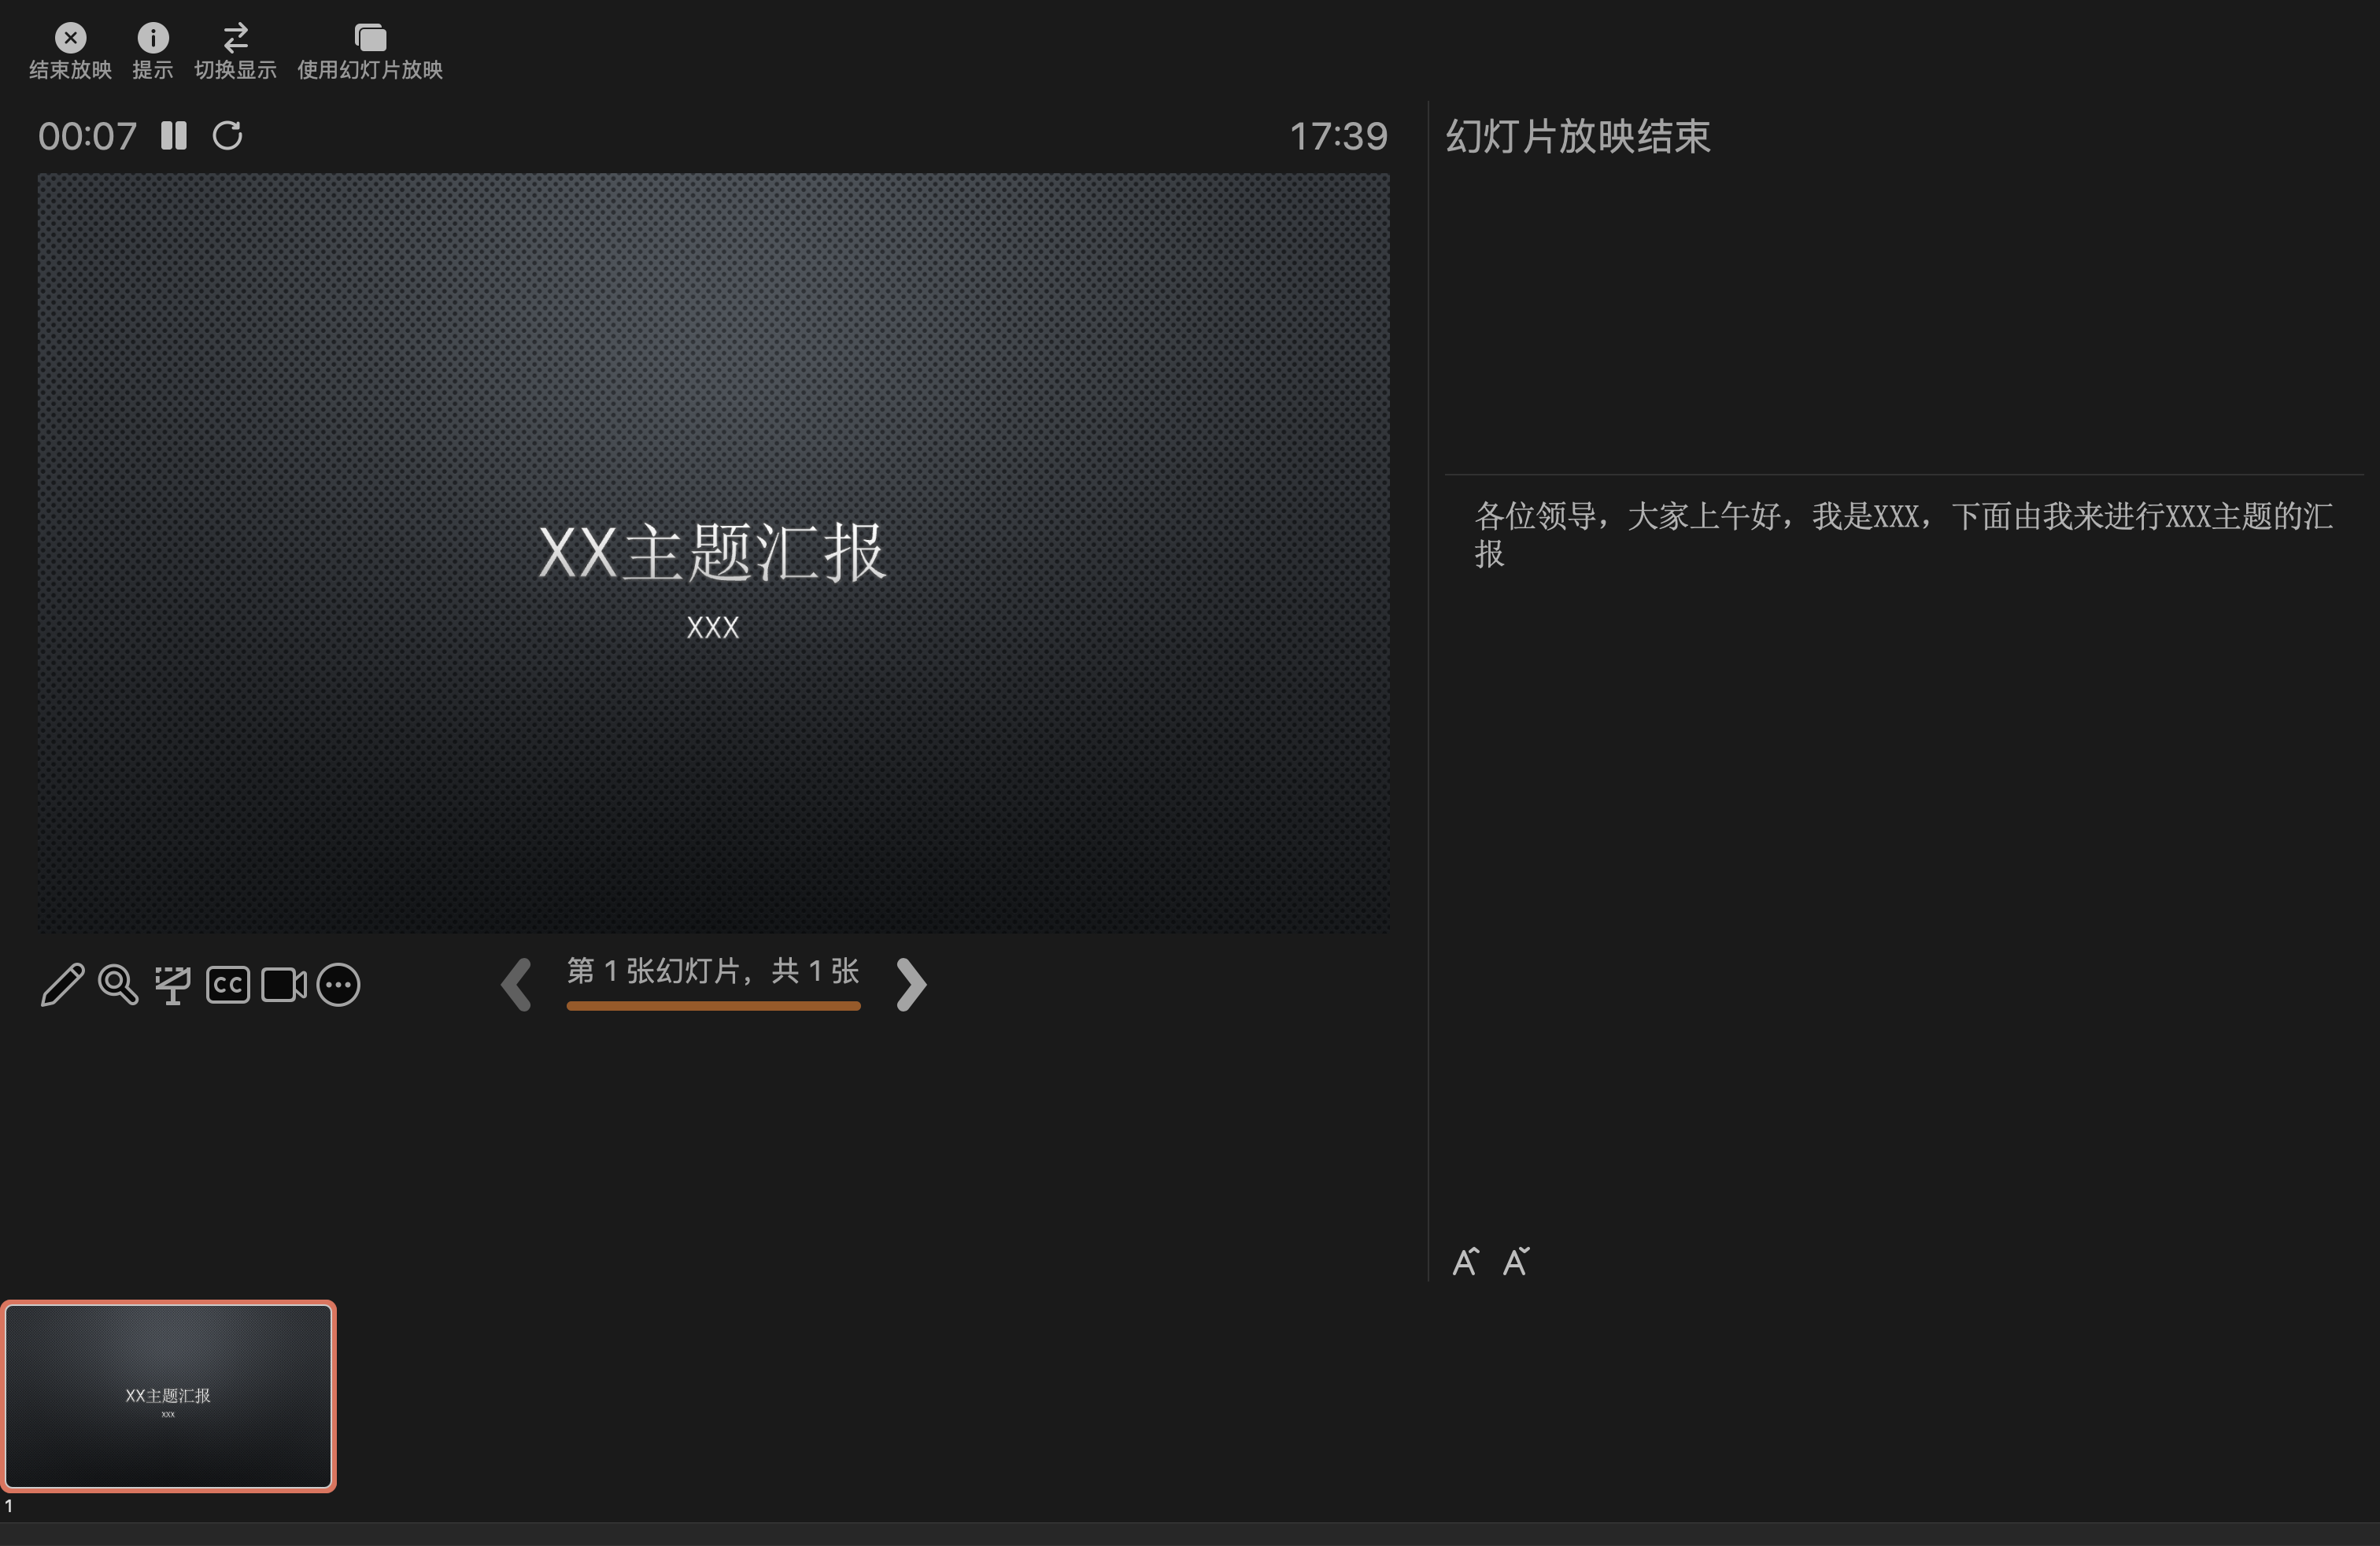 结束放映 提示 切换显示 使用幻灯片放映
00:07
17:39
幻灯片放映结束
XX主题汇报
XXX
各位领导，大家上午好，我是XXX，下面由我来进行XXX主题的汇
报
CC
第 1 张幻灯片，共 1 张
A A
XX主题汇报
XXX
1